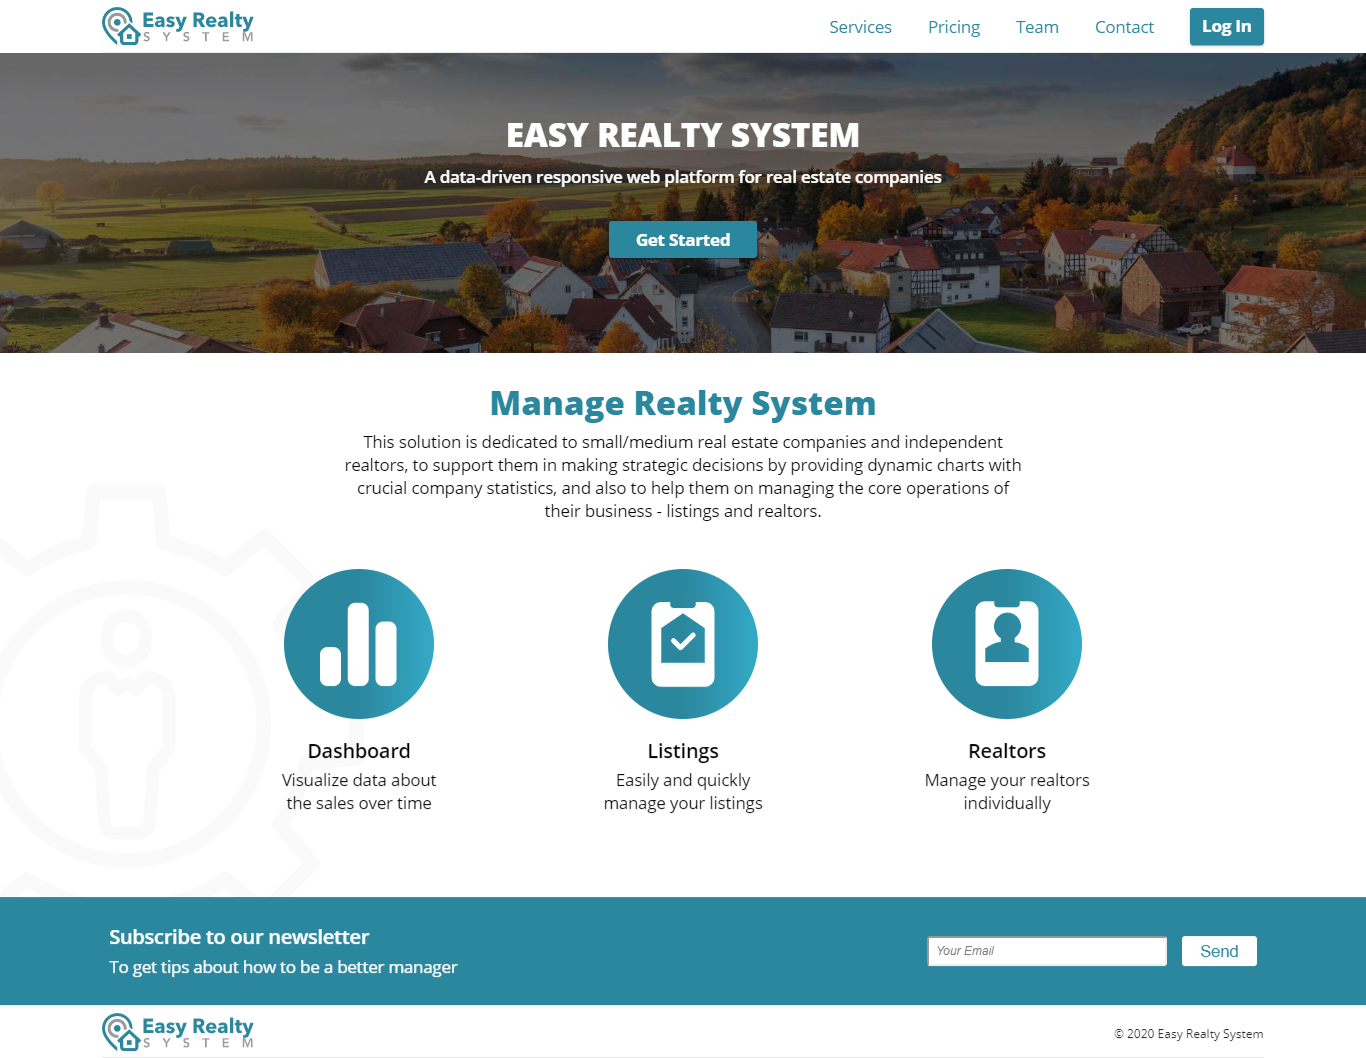 Easy Realty
SYSTEM
Services
Pricing
Team
Contact
Log In
EASY REALTY SYSTEM
A data-driven responsive web platform for real estate companies
Get Started
Manage Realty System
This solution is dedicated to small/medium real estate companies and independent
realtors, to support them in making strategic decisions by providing dynamic charts with
crucial company statistics, and also to help them on managing the core operations of
their business - listings and realtors.
Dashboard
Visualize data about
the sales over time
Listings
Easily and quickly
manage your listings
Realtors
Manage your realtors
individually
Subscribe to our newsletter
To get tips about how to be a better manager
Your Email
Send
Easy Realty
SYSTEM
© 2020 Easy Realty System